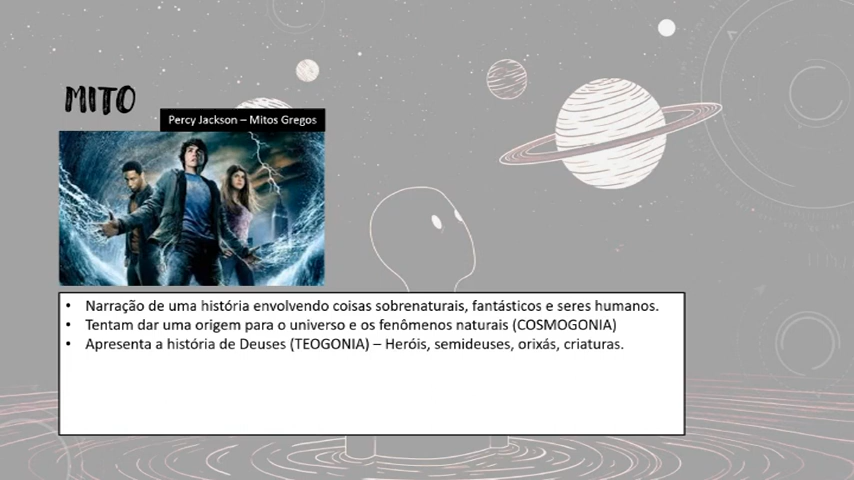 MITO
Percy Jackson – Mitos Gregos
• Narração de uma história envolvendo coisas sobrenaturais, fantásticos e seres humanos.
• Tentam dar uma origem para o universo e os fenômenos naturais (COSMOGONIA)
• Apresenta a história de Deuses (TEOGONIA) – Heróis, semideuses, orixás, criaturas.